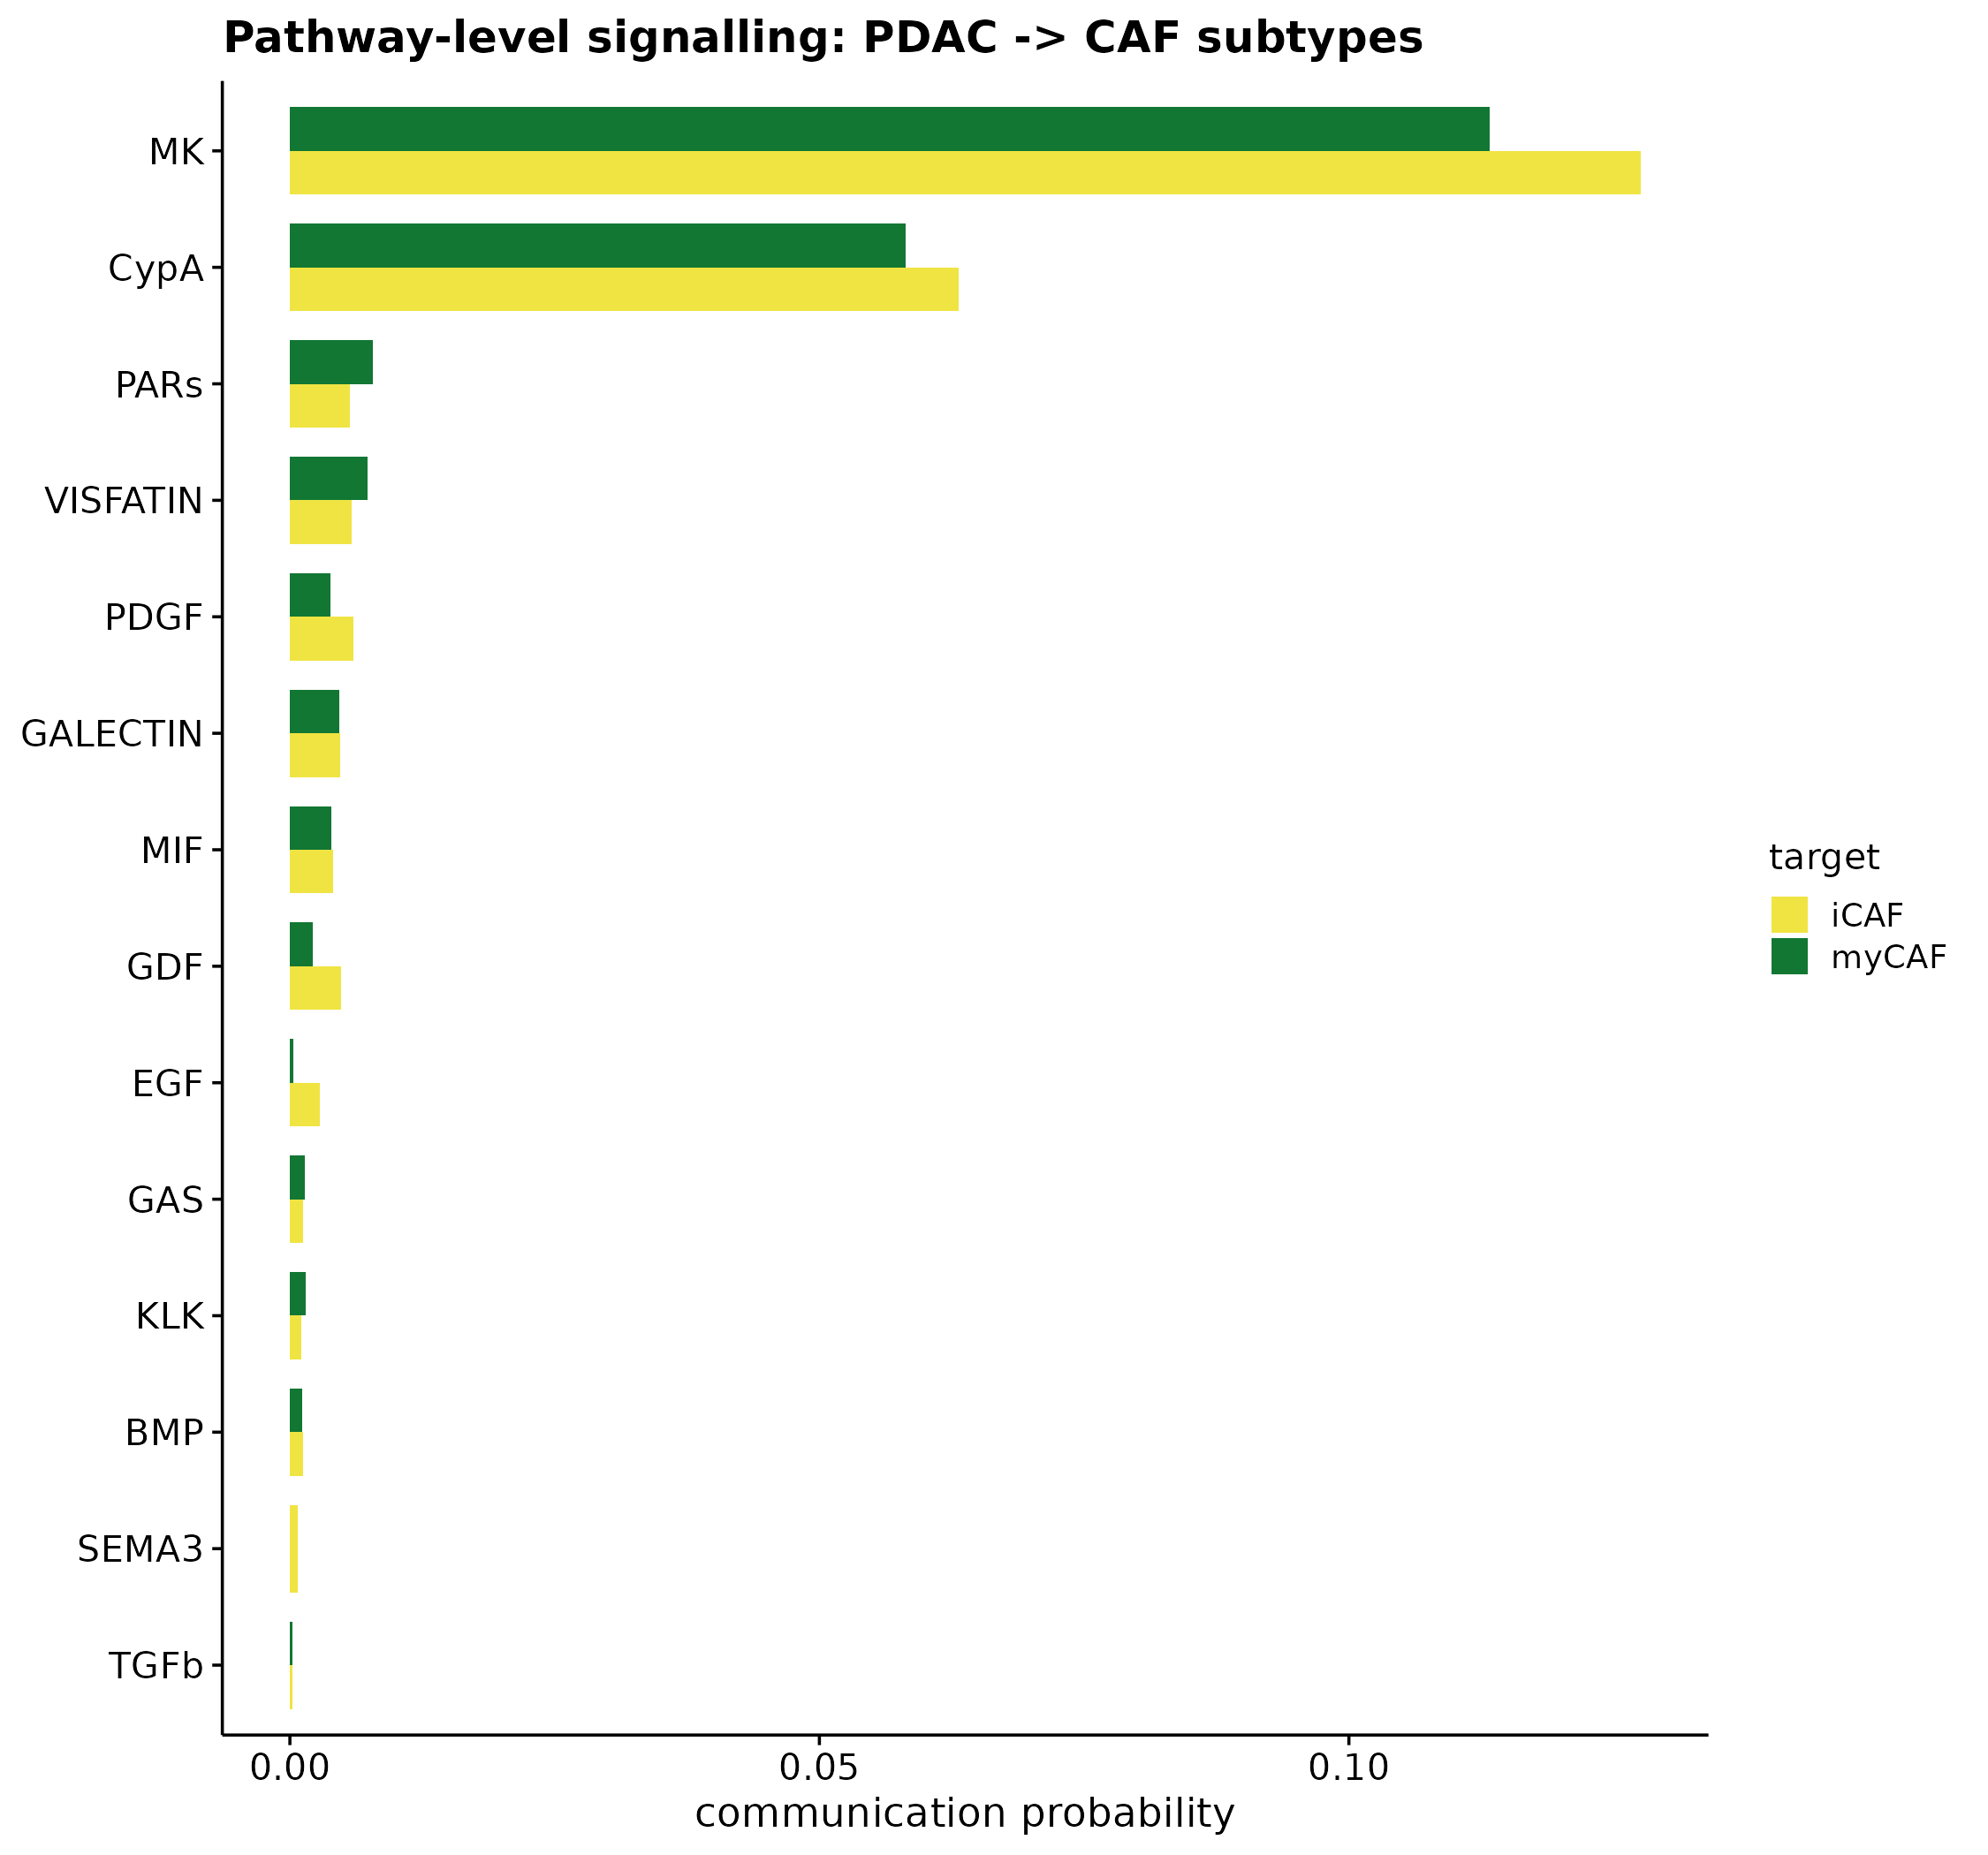 Pathway-level signalling: PDAC -> CAF subtypes
MK
CypA
PARs
VISFATIN
PDGF
GALECTIN
MIF
GDF
EGF
GAS
KLK
BMP
SEMA3
TGFb
0.00 0.05 0.10
communication probability
target
iCAF
myCAF